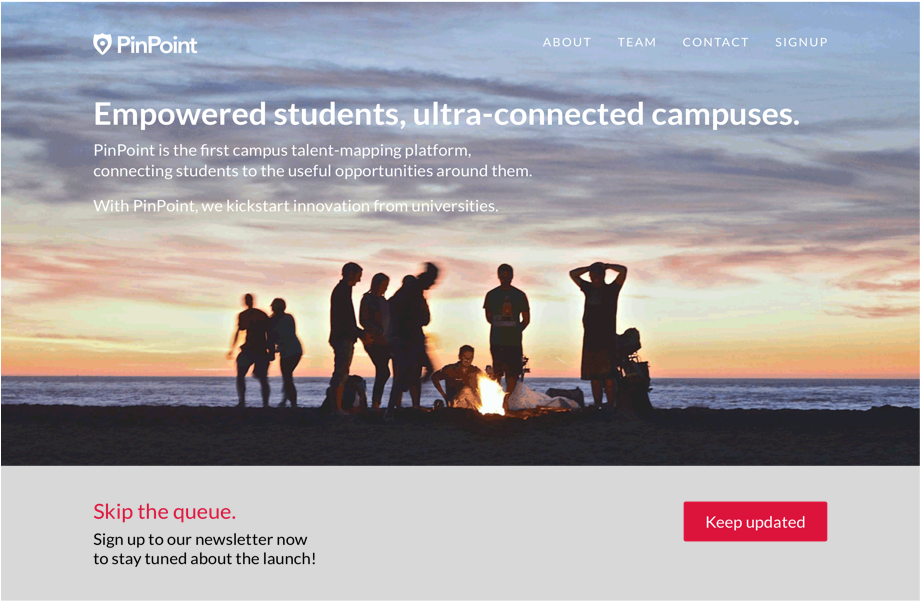 PinPoint
ABOUT TEAM CONTACT SIGNUP
Empowered students, ultra-connected campuses.
PinPoint is the first campus talent-mapping platform,
connecting students to the useful opportunities around them.
With PinPoint, we kickstart innovation from universities.
Skip the queue.
Sign up to our newsletter now
to stay tuned about the launch!
Keep updated